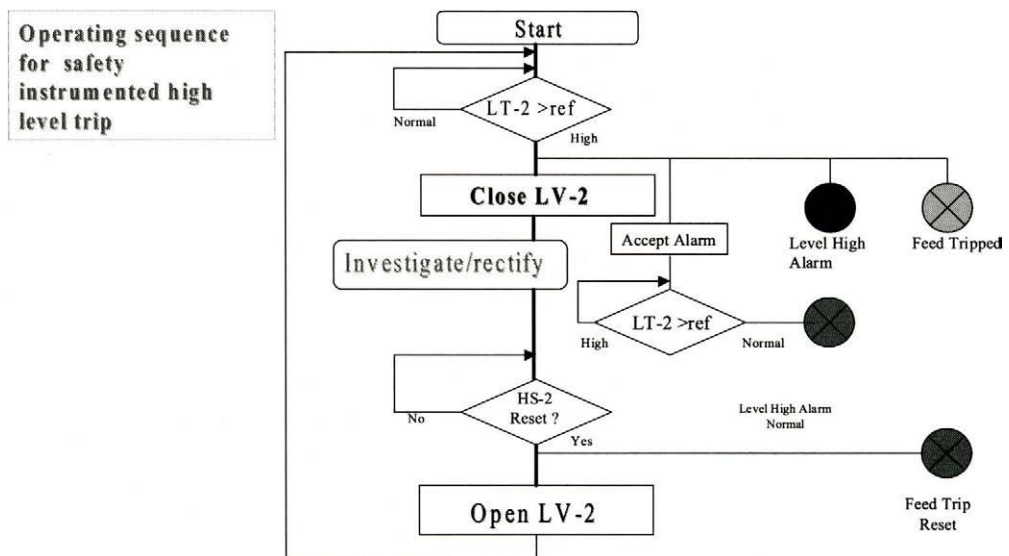 Operating sequence
for safety
instrumented high
level trip
Start
LT-2 >ref
Normal
High
Close LV-2
Accept Alarm
Level High
Alarm
Feed Tripped
Investigate/rectify
LT-2 >ref
High
Normal
HS-2
Reset ?
No
Yes
Level High Alarm
Normal
Feed Trip
Reset
Open LV-2